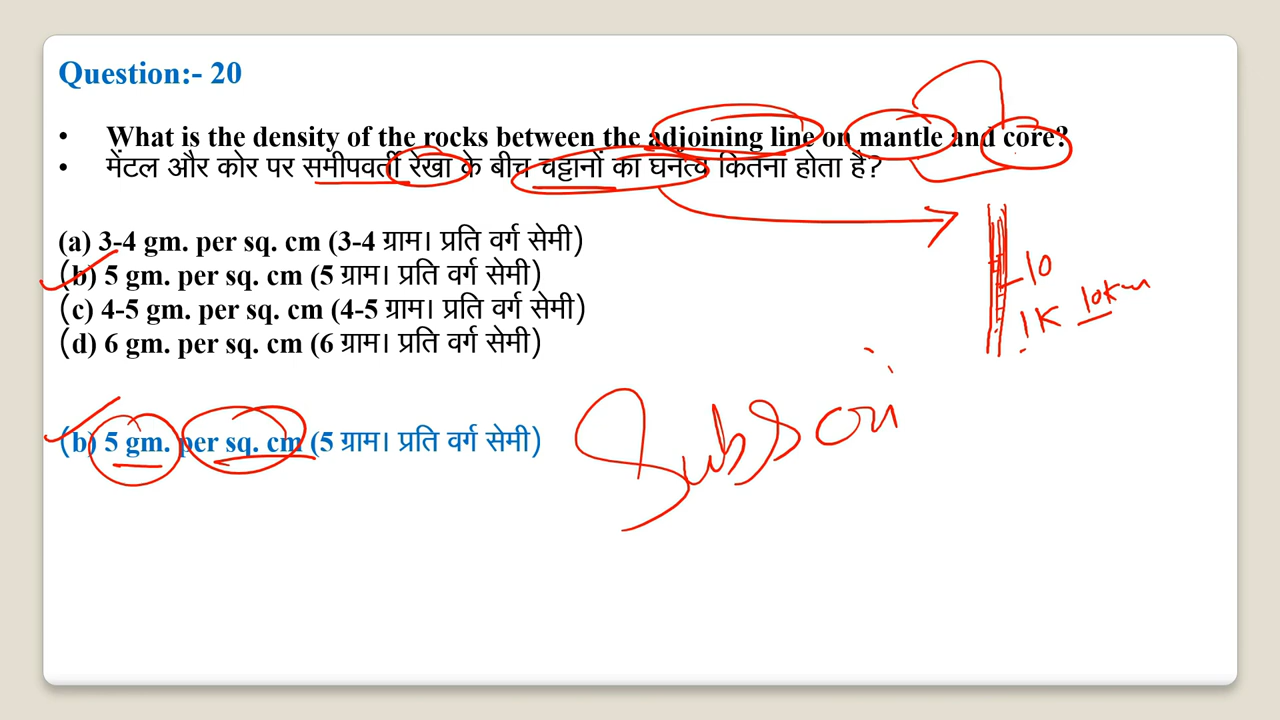 Question:- 20
• What is the density of the rocks between the adjoining line on mantle and core?
• मेंटल और कोर पर समीपवर्ती रेखा के बीच चट्टानों का घनत्व कितना होता है?
(a) 3-4 gm. per sq. cm (3-4 ग्राम। प्रति वर्ग सेमी)
(b) 5 gm. per sq. cm (5 ग्राम। प्रति वर्ग सेमी)
(c) 4-5 gm. per sq. cm (4-5 ग्राम। प्रति वर्ग सेमी)
(d) 6 gm. per sq. cm (6 ग्राम। प्रति वर्ग सेमी)
10
1K 10Km
(b) 5 gm. per sq. cm (5 ग्राम। प्रति वर्ग सेमी)